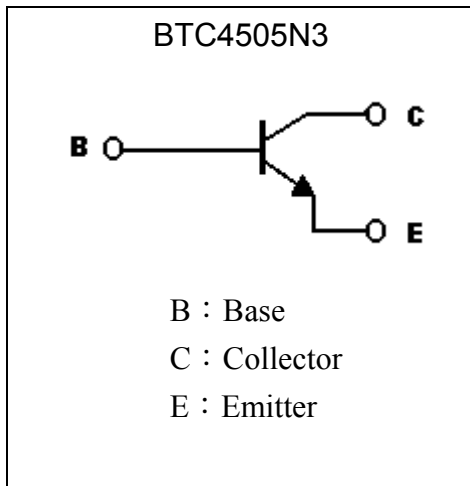 BTC4505N3
C
B
E
B：Base
C：Collector
E：Emitter